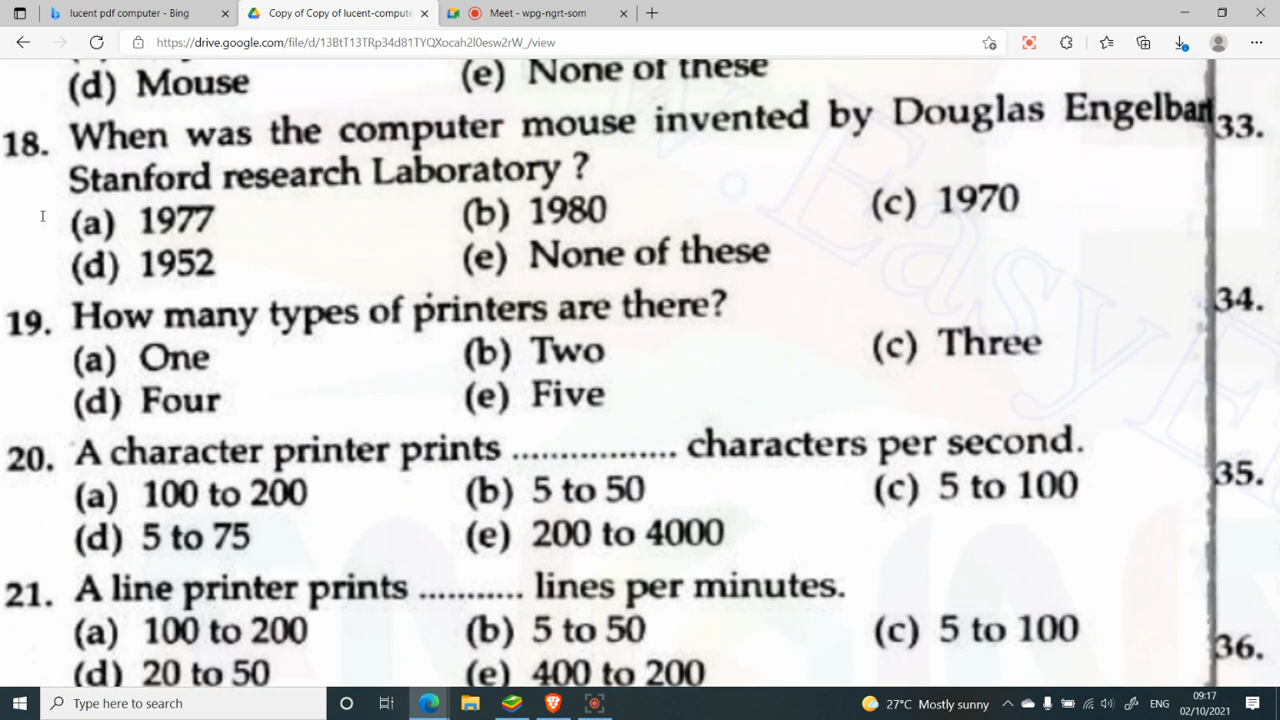 lucent pdf computer - Bing
Copy of Copy of lucent-compute
Meet - wpg-ngrt-som
https://drive.google.com/file/d/13BtT13TRp34d81TYQXocah2l0esw2rW_/view
(d) Mouse (e) None of these
18. When was the computer mouse invented by Douglas Engelbart
Stanford research Laboratory ?
(a) 1977 (b) 1980 (c) 1970
(d) 1952 (e) None of these
19. How many types of printers are there?
(a) One (b) Two (c) Three
(d) Four (e) Five
20. A character printer prints ................. characters per second.
(a) 100 to 200 (b) 5 to 50 (c) 5 to 100
(d) 5 to 75 (e) 200 to 4000
21. A line printer prints ........... lines per minutes.
(a) 100 to 200 (b) 5 to 50 (c) 5 to 100
(d) 20 to 50 (e) 400 to 200
33.
34.
35.
36.
Type here to search
27°C Mostly sunny
ENG
09:17
02/10/2021